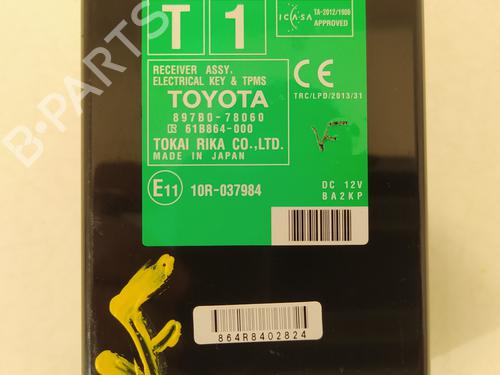 T 1
ICASA
TA-2012/1906
APPROVED
RECEIVER ASSY,
ELECTRICAL KEY & TPMS
TOYOTA
897B0-78060
R 61B864-000
TOKAI RIKA CO.,LTD.
MADE IN JAPAN
CE
TRC/LPD/2013/31
E11 10R-037984
DC 12V
BA2KP
864R8402824
B-PARTS